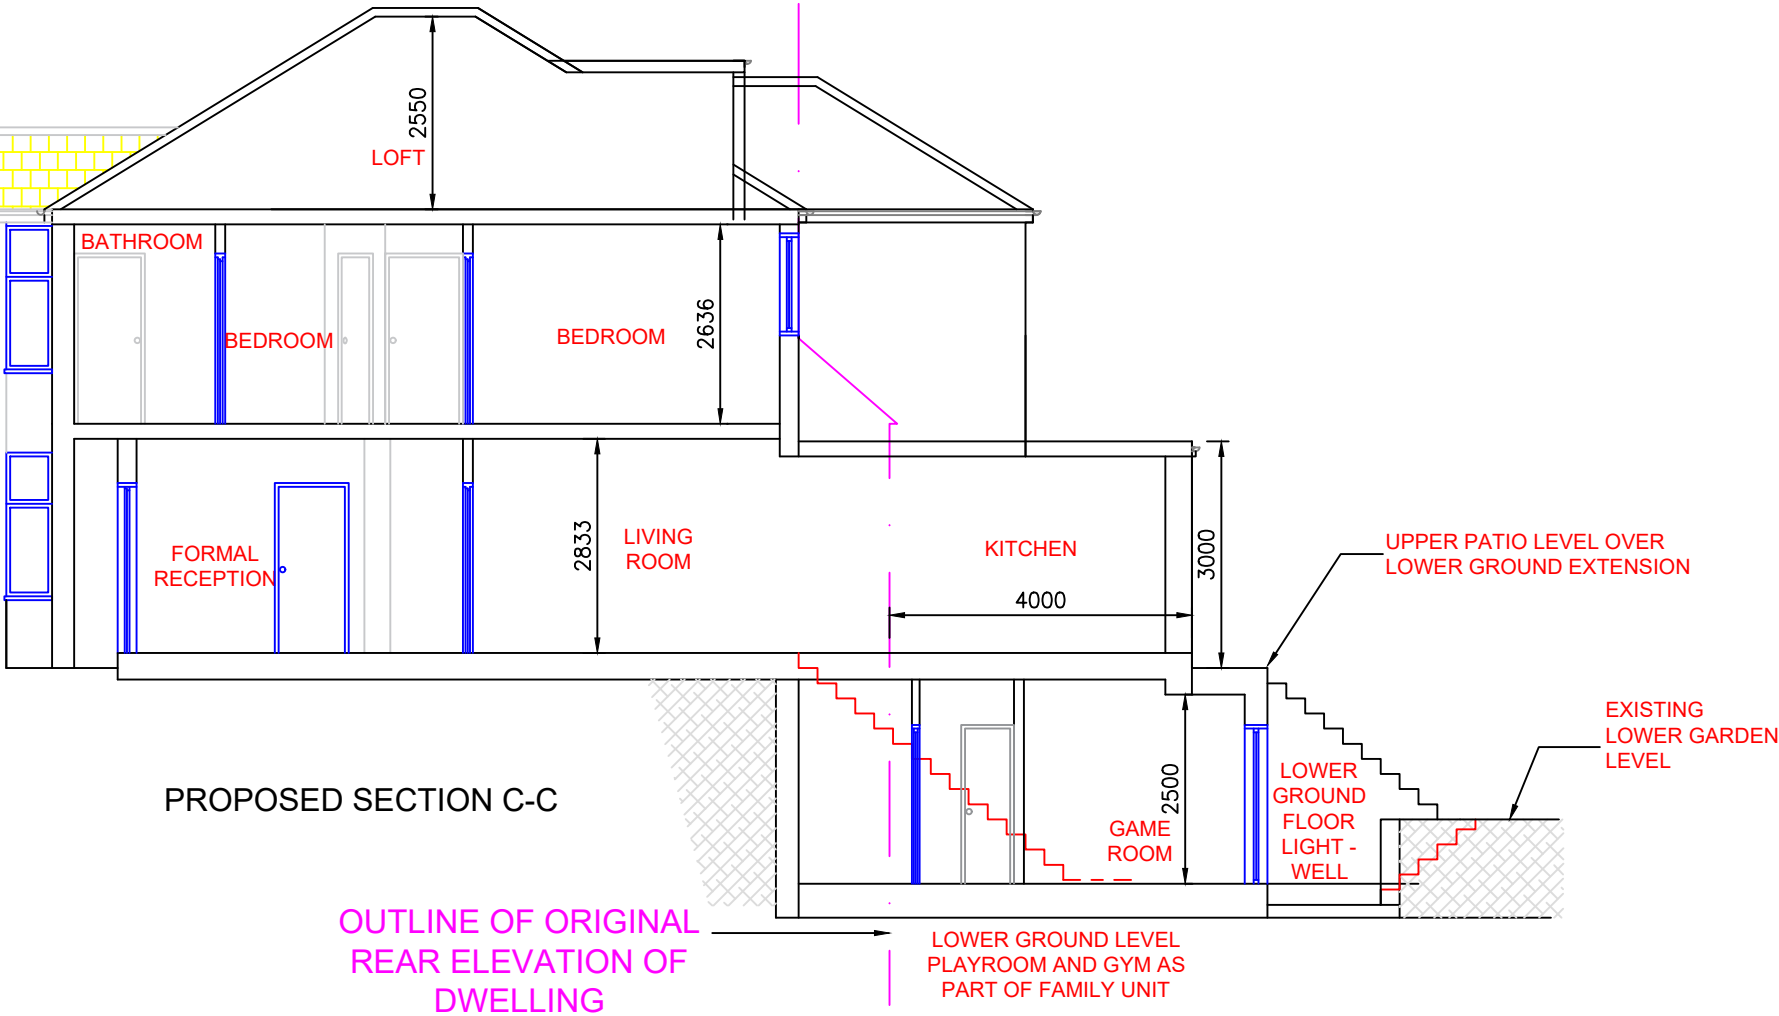 2550
LOFT
BATHROOM
BEDROOM
BEDROOM
2636
FORMAL
RECEPTION
2833
LIVING
ROOM
KITCHEN
4000
3000
UPPER PATIO LEVEL OVER
LOWER GROUND EXTENSION
EXISTING
LOWER GARDEN
LEVEL
PROPOSED SECTION C-C
2500
GAME
ROOM
LOWER
GROUND
FLOOR
LIGHT -
WELL
OUTLINE OF ORIGINAL
REAR ELEVATION OF
DWELLING
LOWER GROUND LEVEL
PLAYROOM AND GYM AS
PART OF FAMILY UNIT